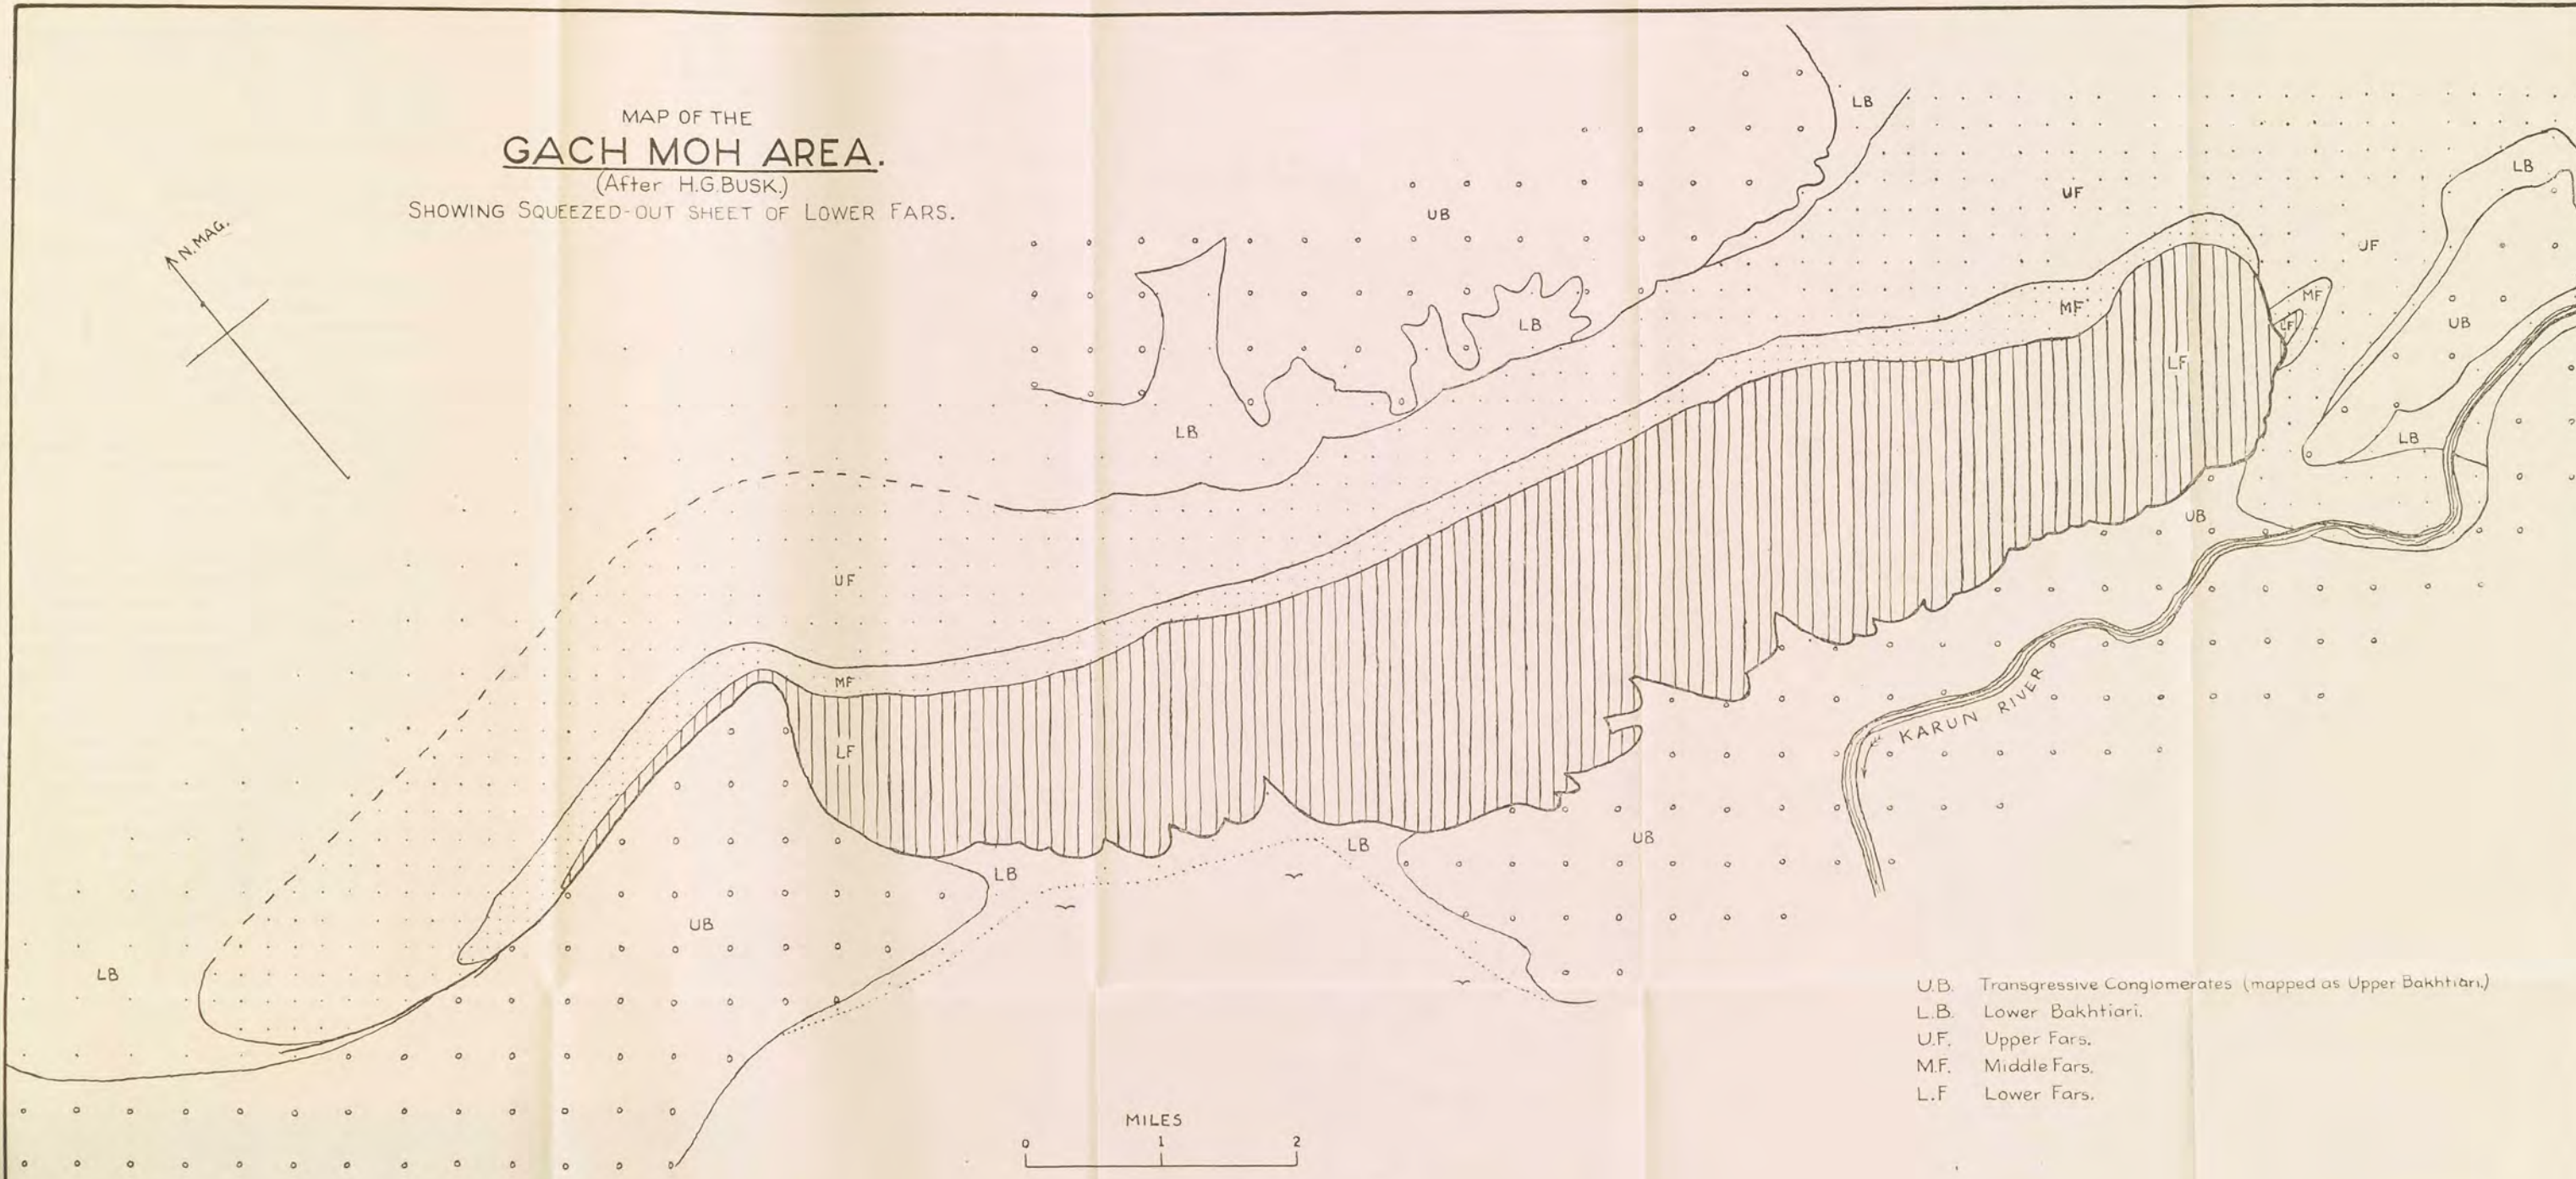 MAP OF THE
GACH MOH AREA.
(After H.G.BUSK.)
SHOWING SQUEEZED-OUT SHEET OF LOWER FARS.
N. MAG.
LB
LB
UF
UB
UF
MF
MF
LB
UB
LF
LF
LB
LB
UB
UF
MF
LF
KARUN RIVER
LB
UB
LB
UB
LB
U.B. Transgressive Conglomerates (mapped as Upper Bakhtiari.)
L.B. Lower Bakhtiari.
U.F. Upper Fars.
M.F. Middle Fars.
L.F Lower Fars.
MILES
0 1 2